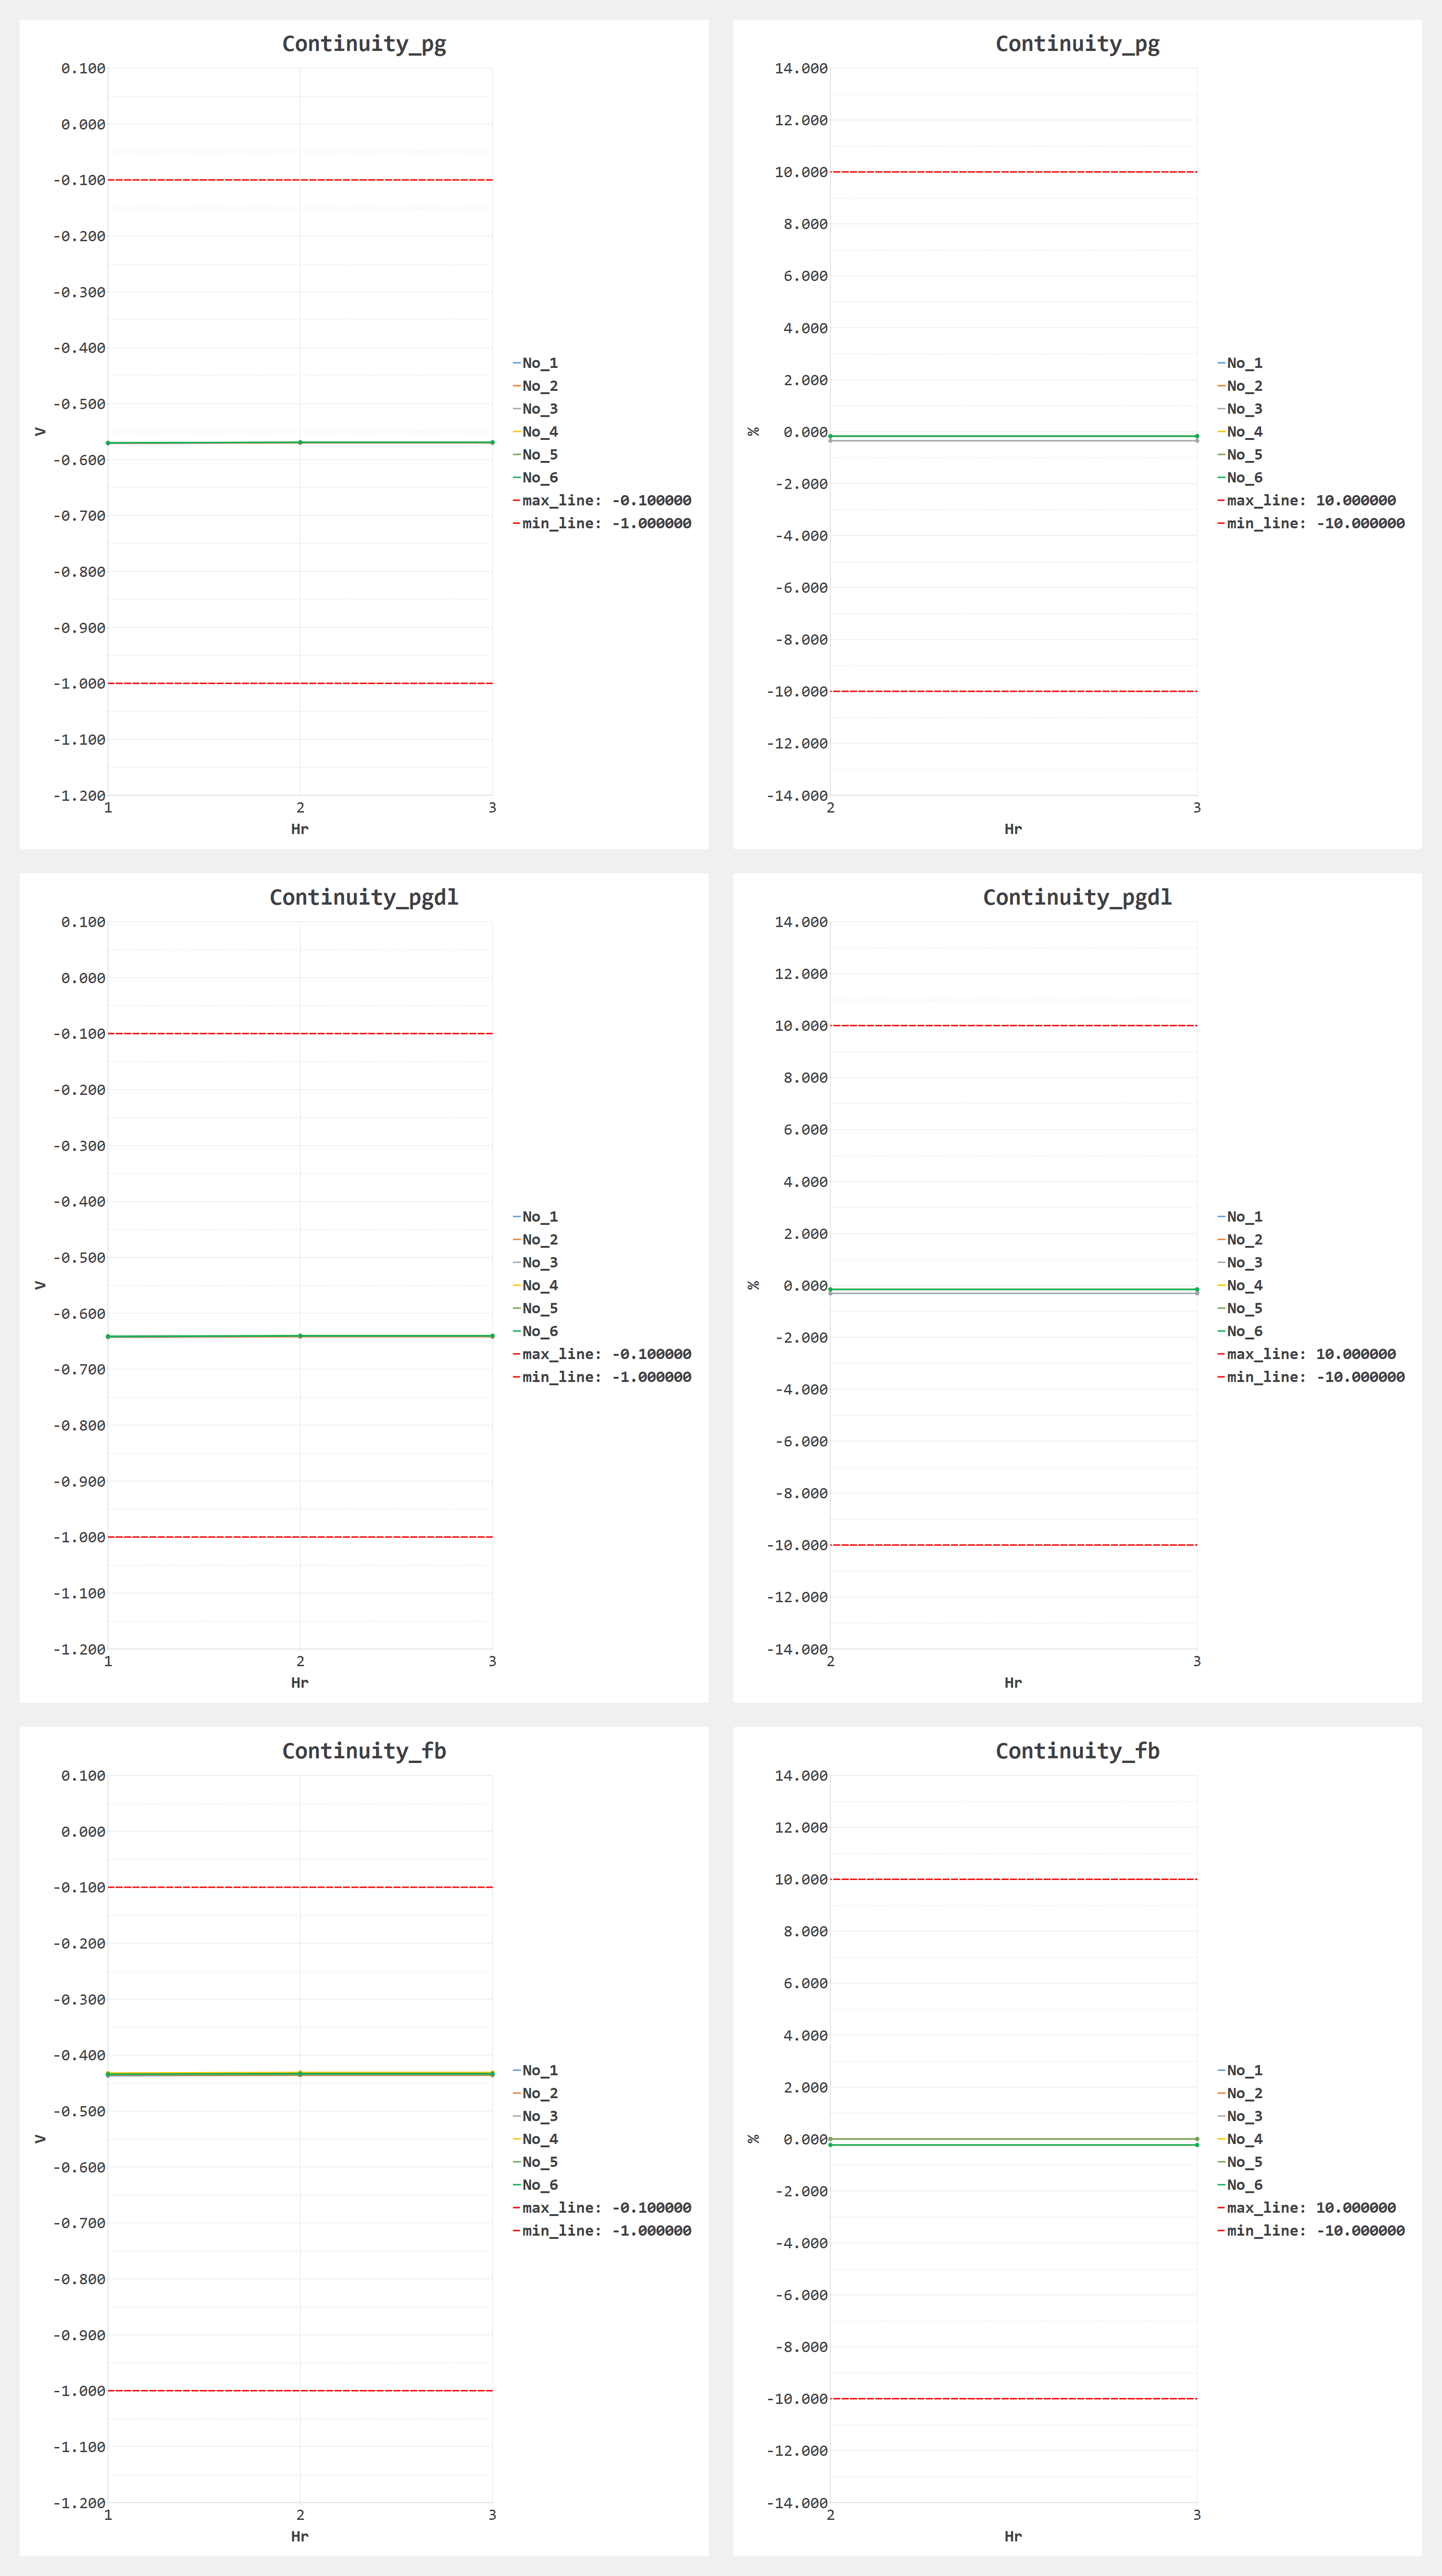 Continuity_pg
0.100
0.000
-0.100
-0.200
-0.300
-0.400
-0.500
-0.600
-0.700
-0.800
-0.900
-1.000
-1.100
-1.200
V
1 2 3
Hr
No_1
No_2
No_3
No_4
No_5
No_6
max_line: -0.100000
min_line: -1.000000
Continuity_pg
14.000
12.000
10.000
8.000
6.000
4.000
2.000
0.000
-2.000
-4.000
-6.000
-8.000
-10.000
-12.000
-14.000
%
2 3
Hr
No_1
No_2
No_3
No_4
No_5
No_6
max_line: 10.000000
min_line: -10.000000
Continuity_pgdl
0.100
0.000
-0.100
-0.200
-0.300
-0.400
-0.500
-0.600
-0.700
-0.800
-0.900
-1.000
-1.100
-1.200
V
1 2 3
Hr
No_1
No_2
No_3
No_4
No_5
No_6
max_line: -0.100000
min_line: -1.000000
Continuity_pgdl
14.000
12.000
10.000
8.000
6.000
4.000
2.000
0.000
-2.000
-4.000
-6.000
-8.000
-10.000
-12.000
-14.000
%
2 3
Hr
No_1
No_2
No_3
No_4
No_5
No_6
max_line: 10.000000
min_line: -10.000000
Continuity_fb
0.100
0.000
-0.100
-0.200
-0.300
-0.400
-0.500
-0.600
-0.700
-0.800
-0.900
-1.000
-1.100
-1.200
V
1 2 3
Hr
No_1
No_2
No_3
No_4
No_5
No_6
max_line: -0.100000
min_line: -1.000000
Continuity_fb
14.000
12.000
10.000
8.000
6.000
4.000
2.000
0.000
-2.000
-4.000
-6.000
-8.000
-10.000
-12.000
-14.000
%
2 3
Hr
No_1
No_2
No_3
No_4
No_5
No_6
max_line: 10.000000
min_line: -10.000000